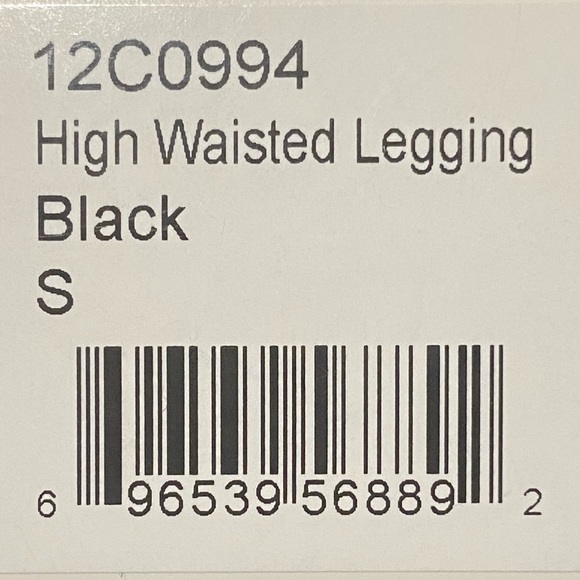 12C0994
High Waisted Legging
Black
S
6 96539 56889 2